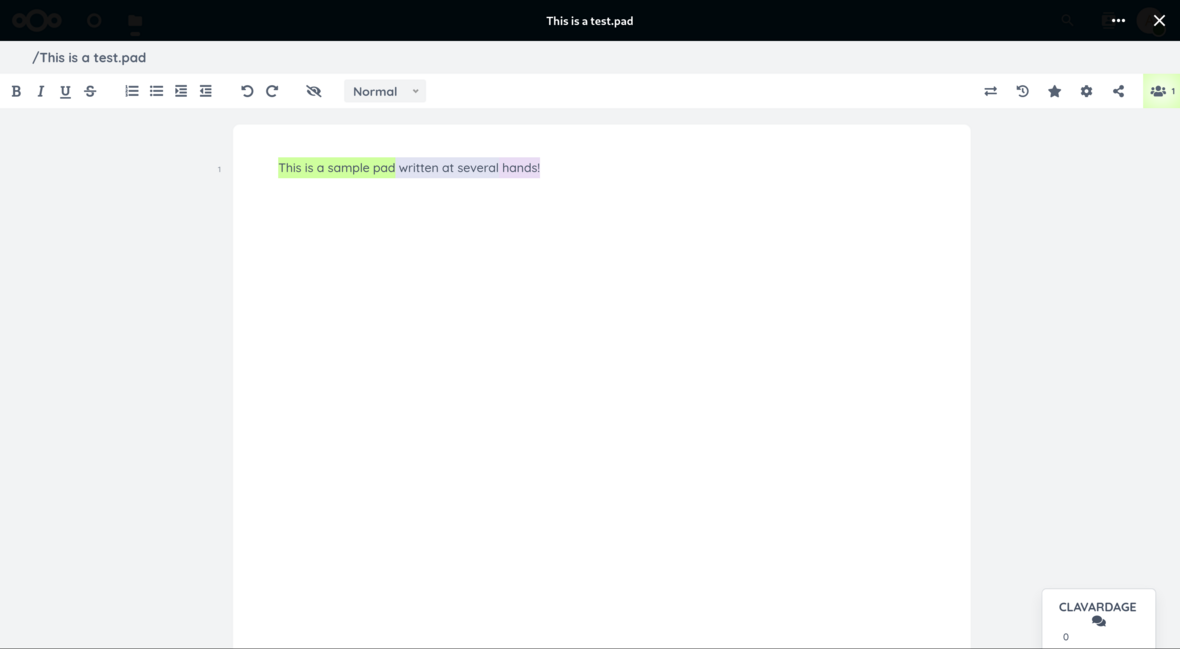 This is a test.pad
/This is a test.pad
Normal
1
1
This is a sample pad written at several hands!
CLAVARDAGE
0